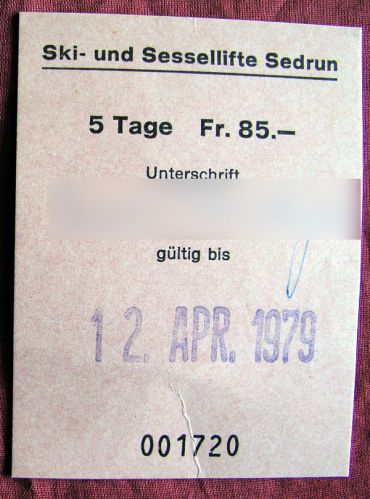 Ski- und Sessellifte Sedrun
5 Tage Fr. 85.—
Unterschrift
gültig bis
12. APR. 1979
001720